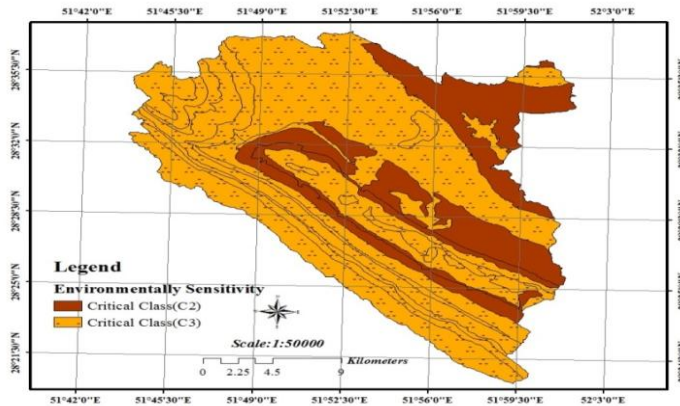 51°42'0"E 51°45'30"E 51°49'0"E 51°52'30"E 51°56'0"E 51°59'30"E 52°3'0"E
28°35'30"N
28°32'0"N
28°28'30"N
28°25'0"N
28°21'30"N
Legend
Environmentally Sensitivity
Critical Class(C2)
Critical Class(C3)
Scale:1:50000
Kilometers
0 2.25 4.5 9
51°42'0"E 51°45'30"E 51°49'0"E 51°52'30"E 51°56'0"E 51°59'30"E 52°3'0"E